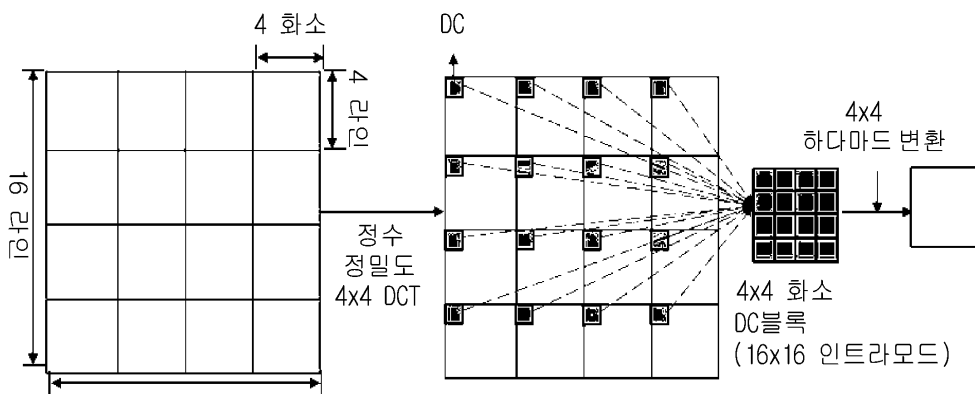 4 화소
4 라인
16 라인
정수
정밀도
4x4 DCT
DC
4x4
하다마드 변환
4x4 화소
DC블록
(16x16 인트라모드)